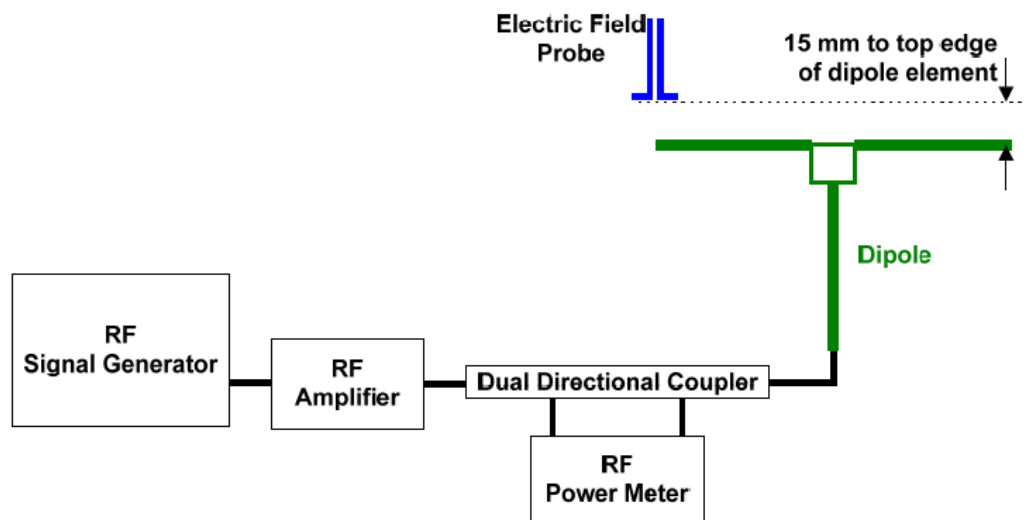 Electric Field
Probe
15 mm to top edge
of dipole element
Dipole
RF
Signal Generator
RF
Amplifier
Dual Directional Coupler
RF
Power Meter